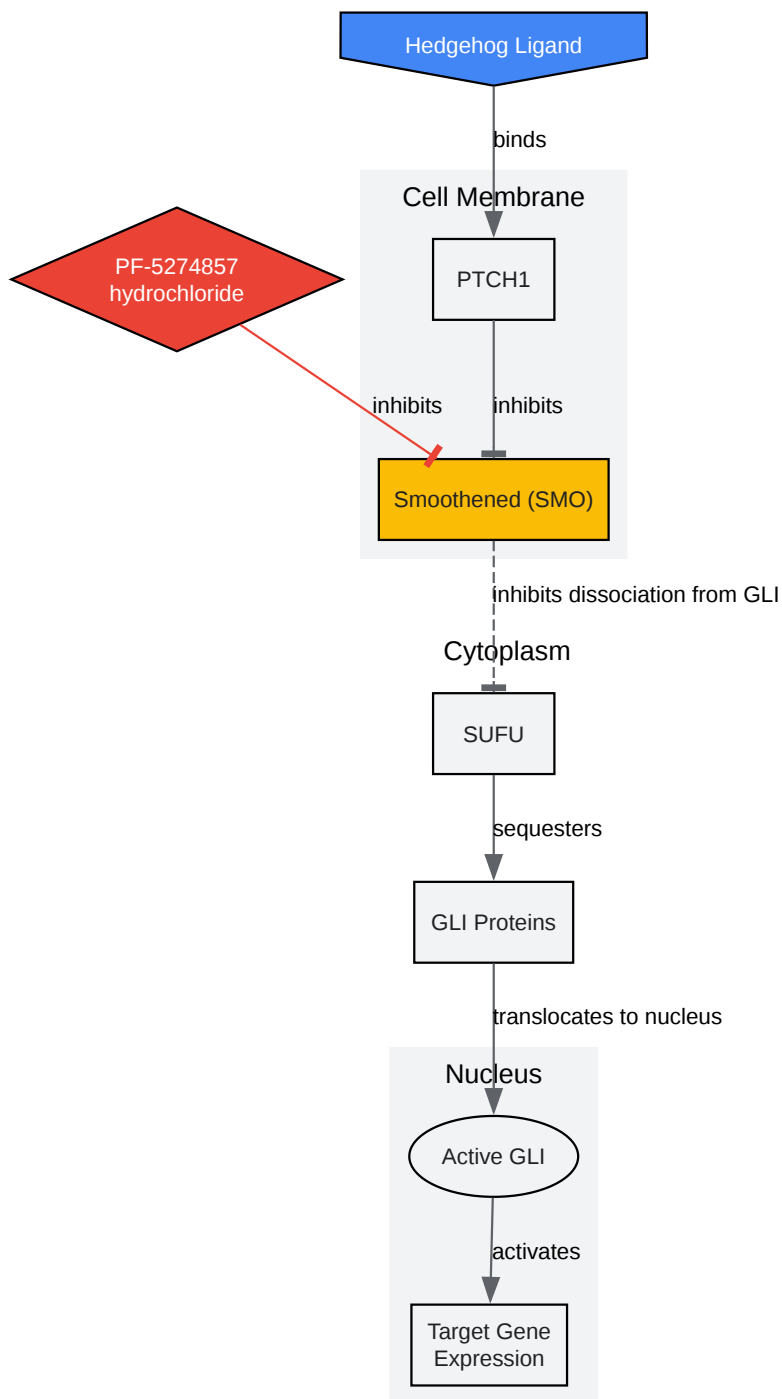 Hedgehog Ligand
binds
Cell Membrane
PF-5274857
hydrochloride
PTCH1
inhibits
inhibits
Smoothened (SMO)
inhibits dissociation from GLI
Cytoplasm
SUFU
sequesters
GLI Proteins
translocates to nucleus
Nucleus
Active GLI
activates
Target Gene
Expression